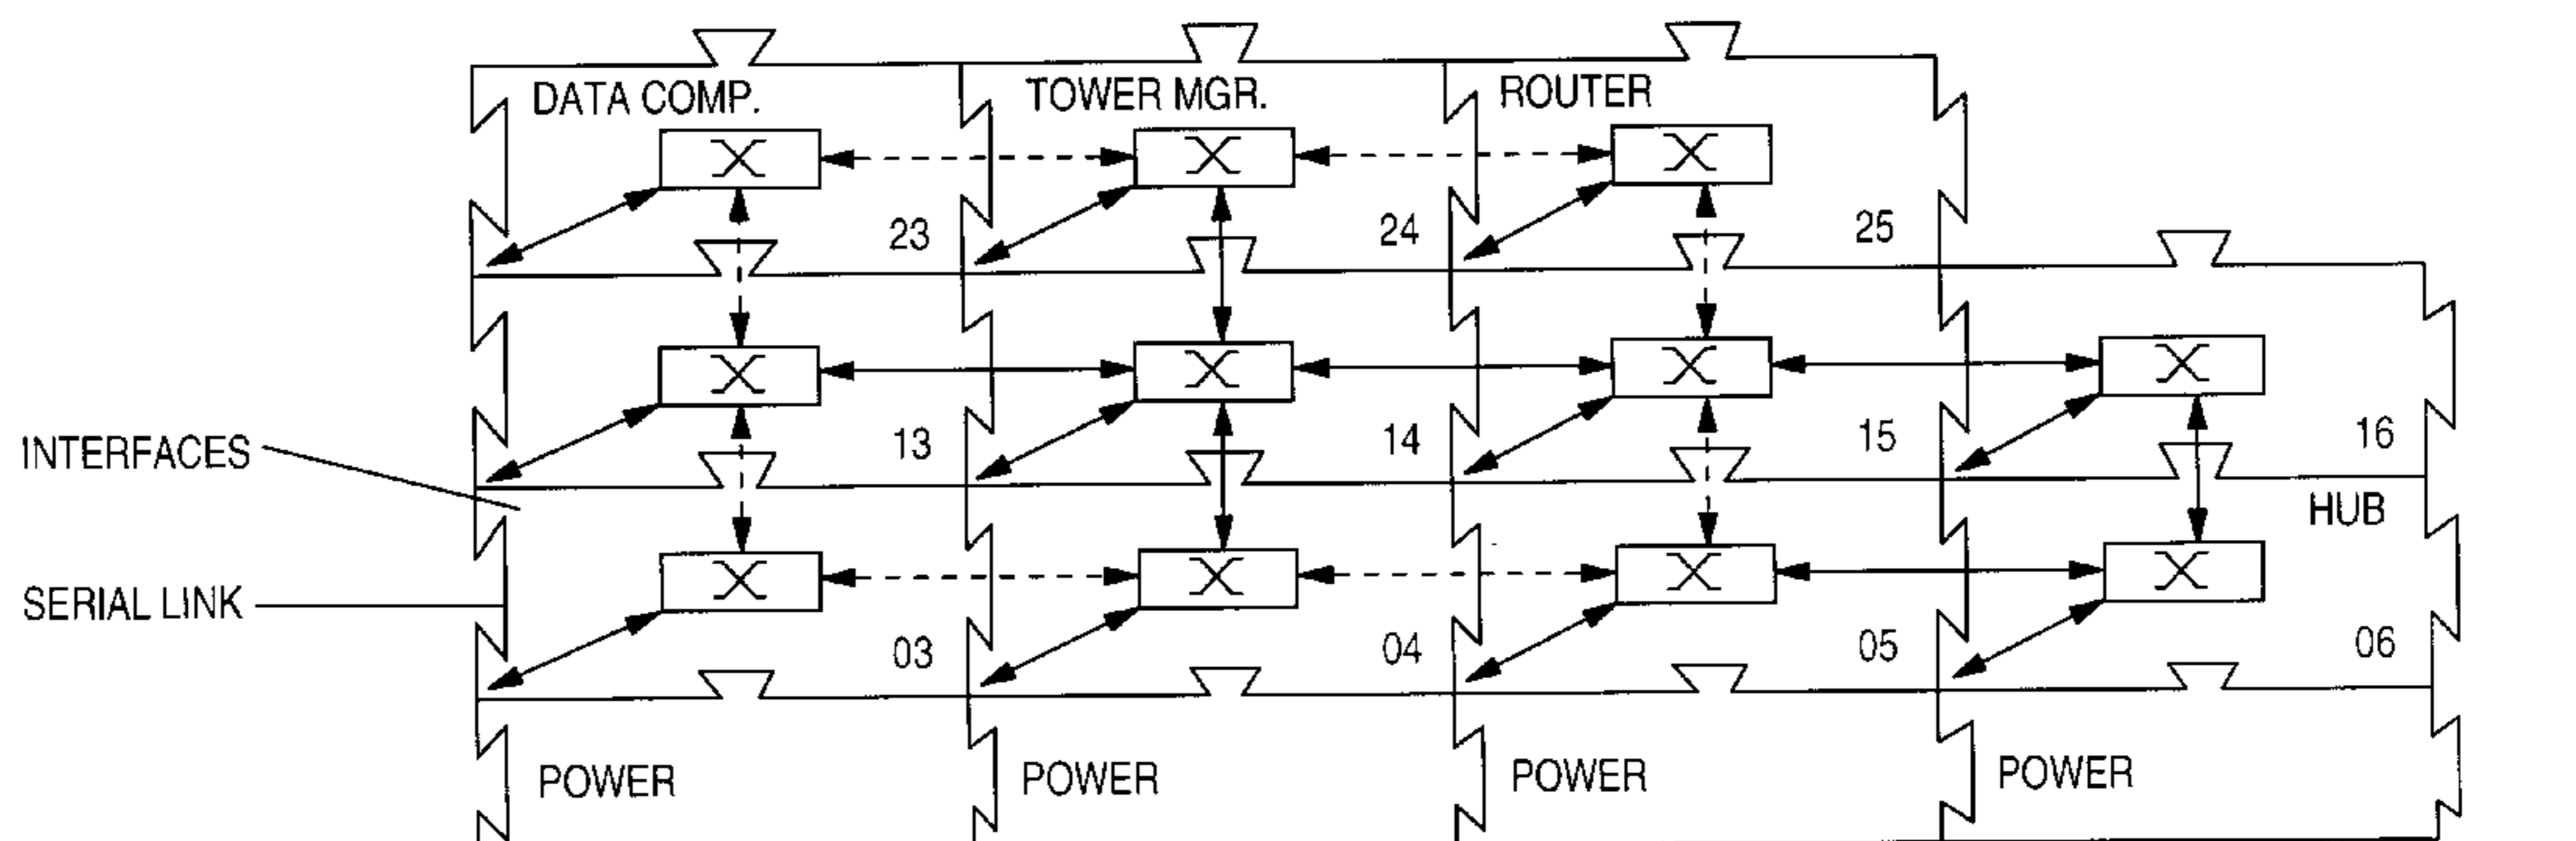 DATA COMP.
TOWER MGR.
ROUTER
23
24
25
INTERFACES
13
14
15
16
HUB
SERIAL LINK
03
04
05
06
POWER
POWER
POWER
POWER